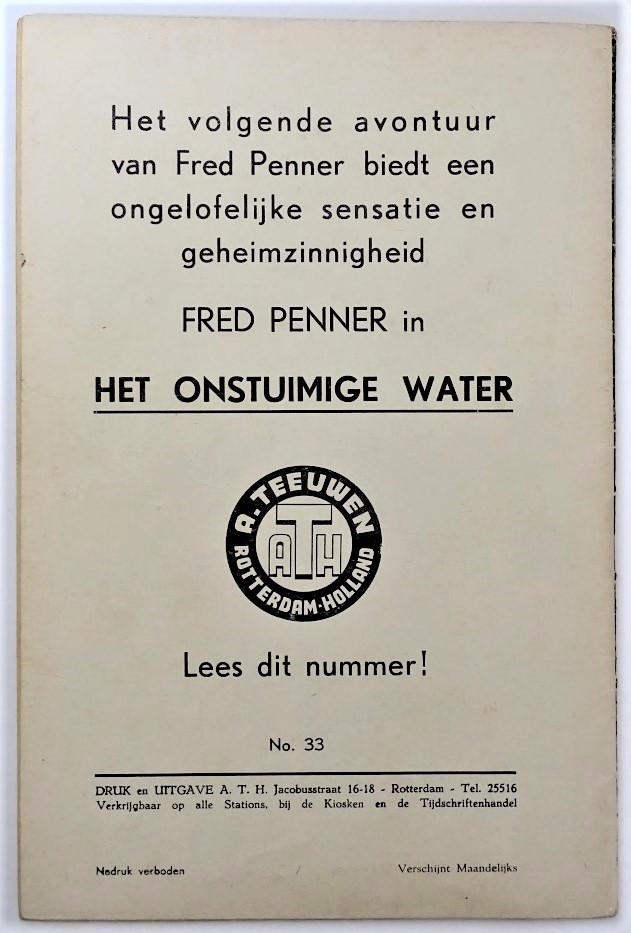 Het volgende avontuur
van Fred Penner biedt een
ongelofelijke sensatie en
geheimzinnigheid
FRED PENNER in
HET ONSTUIMIGE WATER
A. TEEUWEN
ATH
ROTTERDAM-HOLLAND
Lees dit nummer!
No. 33
DRUK en UITGAVE A. T. H. Jacobusstraat 16-18 - Rotterdam - Tel. 25516
Verkrijgbaar op alle Stations, bij de Kiosken en de Tijdschriftenhandel
Nedruk verboden
Verschijnt Maandelijks